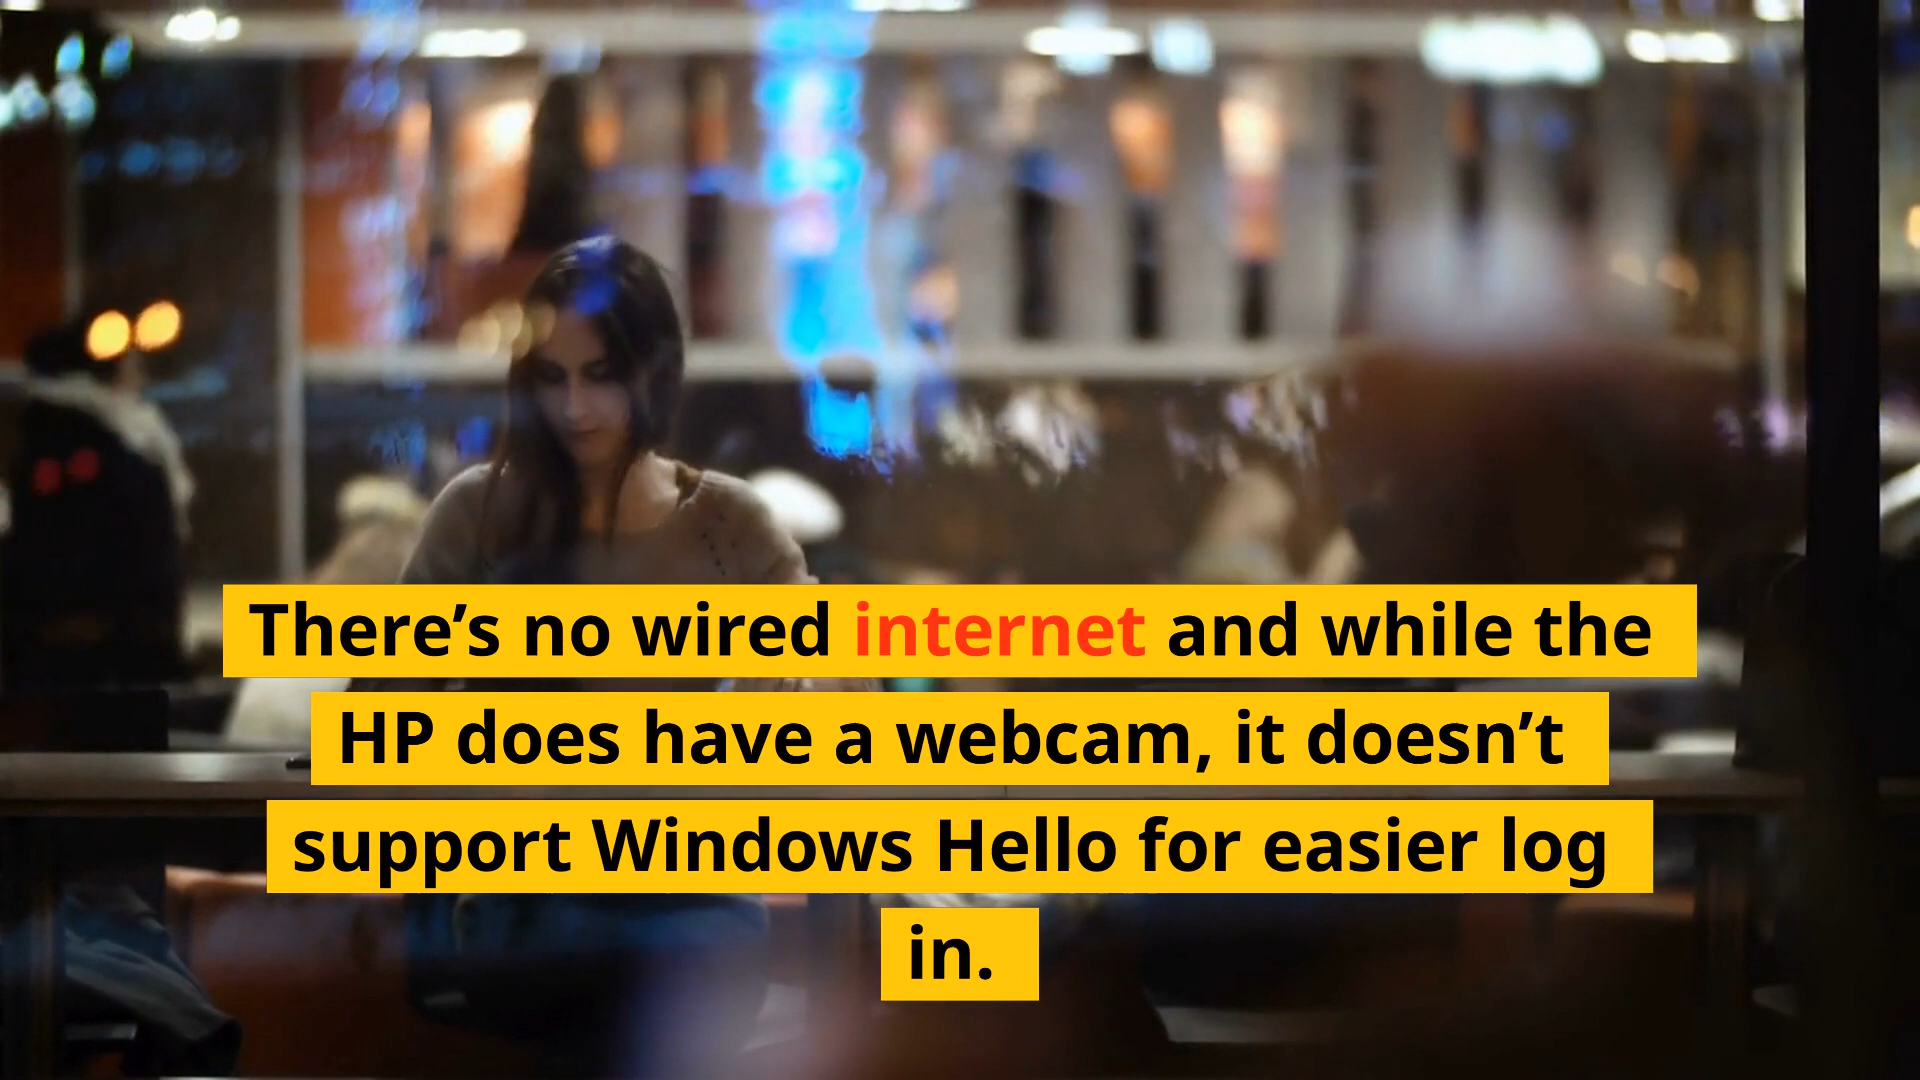 There’s no wired internet and while the
HP does have a webcam, it doesn’t
support Windows Hello for easier log
in.